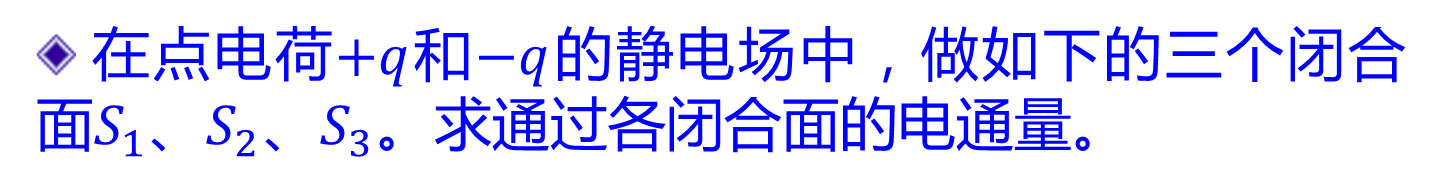 在点电荷+q和−q的静电场中，做如下的三个闭合
面S₁、S₂、S₃。求通过各闭合面的电通量。